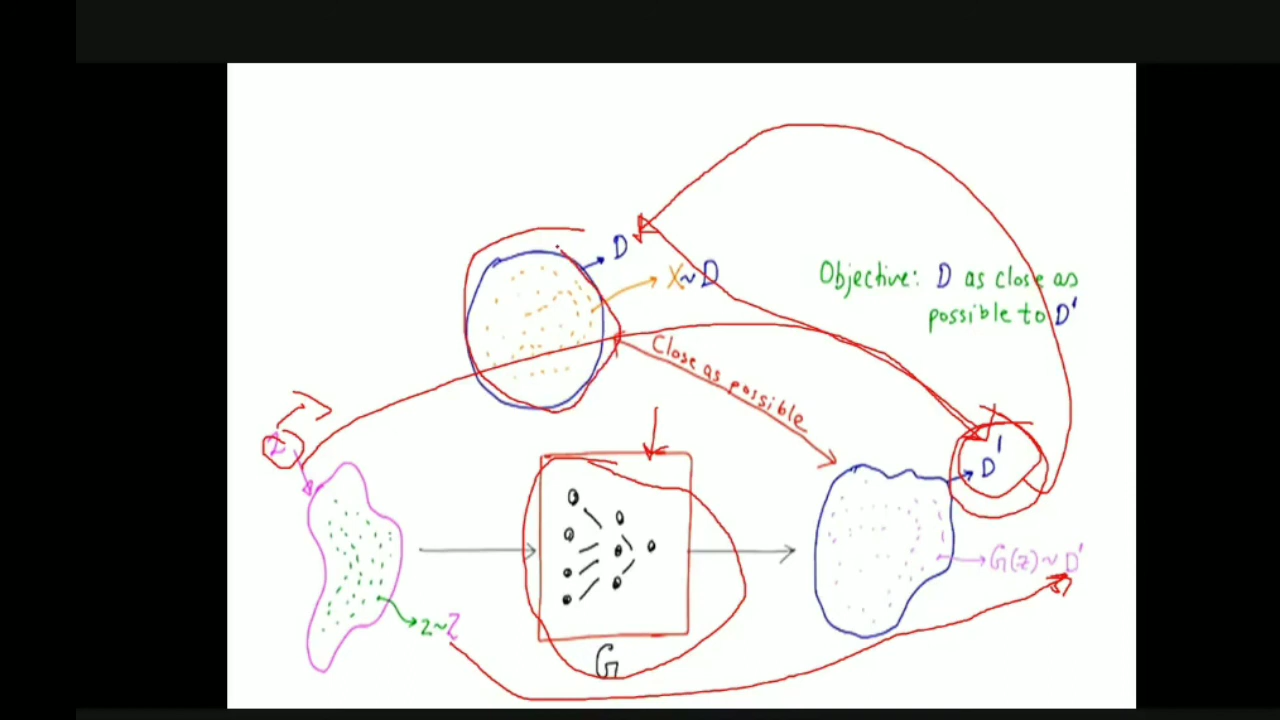 D
X~D
Objective: D as close as
possible to D'
Close as possible
Z
D'
G(z)~D'
z~Z
G